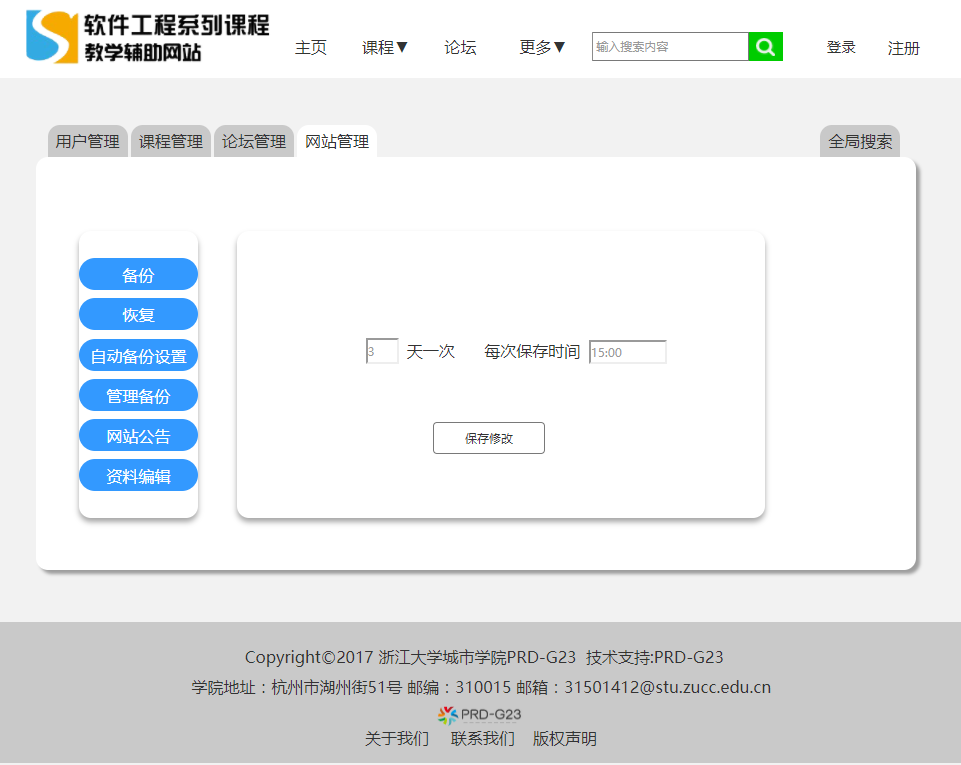 软件工程系列课程
教学辅助网站
主页 课程▼ 论坛 更多▼ 输入搜索内容 登录 注册
用户管理 课程管理 论坛管理 网站管理 全局搜索
备份
恢复
自动备份设置
管理备份
网站公告
资料编辑
3 天一次 每次保存时间 15:00
保存修改
Copyright©2017 浙江大学城市学院PRD-G23 技术支持:PRD-G23
学院地址：杭州市湖州街51号 邮编：310015 邮箱：31501412@stu.zucc.edu.cn
PRD-G23
关于我们 联系我们 版权声明